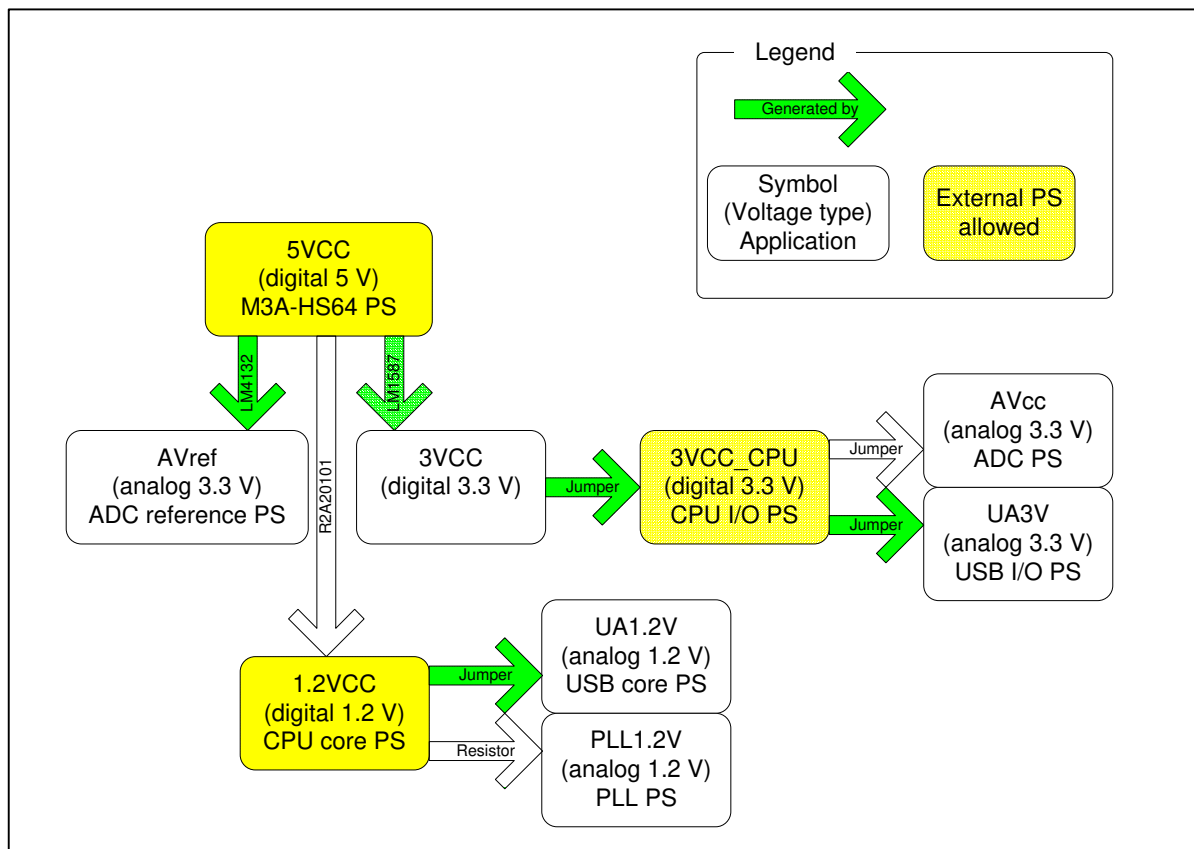 Legend
Generated by
Symbol
(Voltage type)
Application
External PS
allowed
5VCC
(digital 5 V)
M3A-HS64 PS
LM4132
R2A20101
LM1587
AVref
(analog 3.3 V)
ADC reference PS
3VCC
(digital 3.3 V)
Jumper
3VCC_CPU
(digital 3.3 V)
CPU I/O PS
Jumper
AVcc
(analog 3.3 V)
ADC PS
Jumper
UA3V
(analog 3.3 V)
USB I/O PS
1.2VCC
(digital 1.2 V)
CPU core PS
Jumper
UA1.2V
(analog 1.2 V)
USB core PS
Resistor
PLL1.2V
(analog 1.2 V)
PLL PS